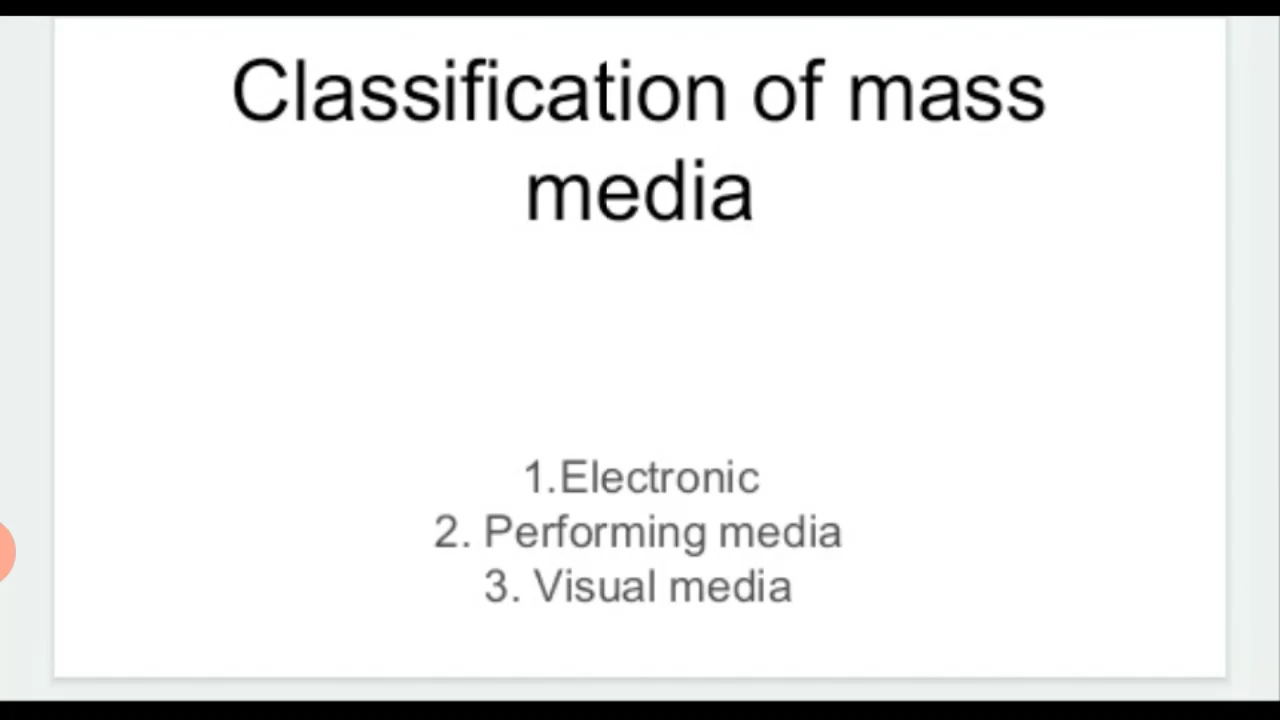 Classification of mass
media
1.Electronic
2. Performing media
3. Visual media